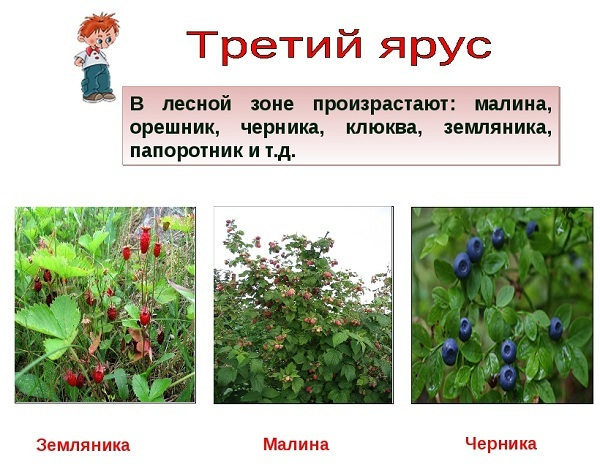 Третий ярус
В лесной зоне произрастают: малина,
орешник, черника, клюква, земляника,
папоротник и т.д.
Земляника
Малина
Черника